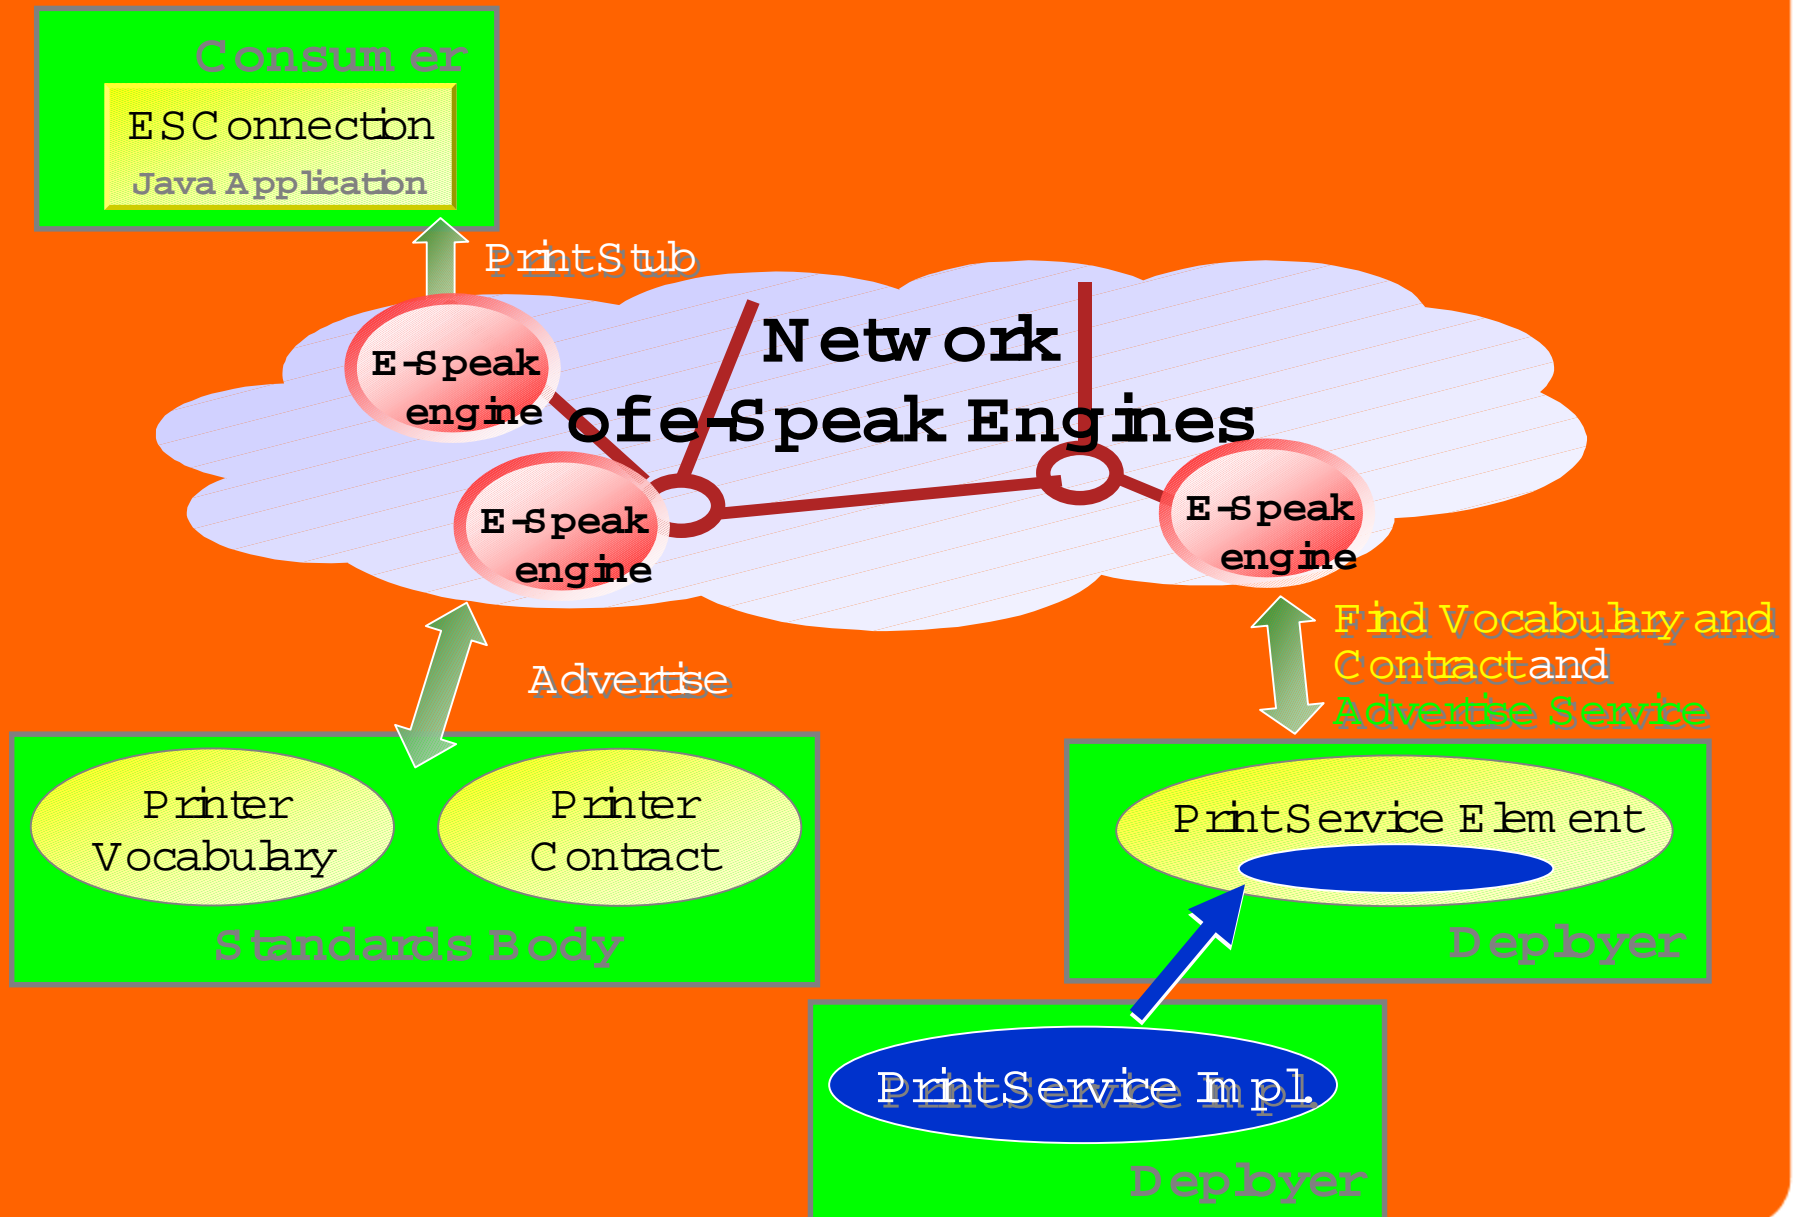 Consumer
ESConnection
Java Application
PrintStub
Network
of e-Speak Engines
E-Speak
engine
E-Speak
engine
E-Speak
engine
Advertise
Find Vocabulary and
Contract and
Advertise Service
Printer
Vocabulary
Printer
Contract
Standards Body
PrintService Element
Deployer
PrintService Impl.
Deployer